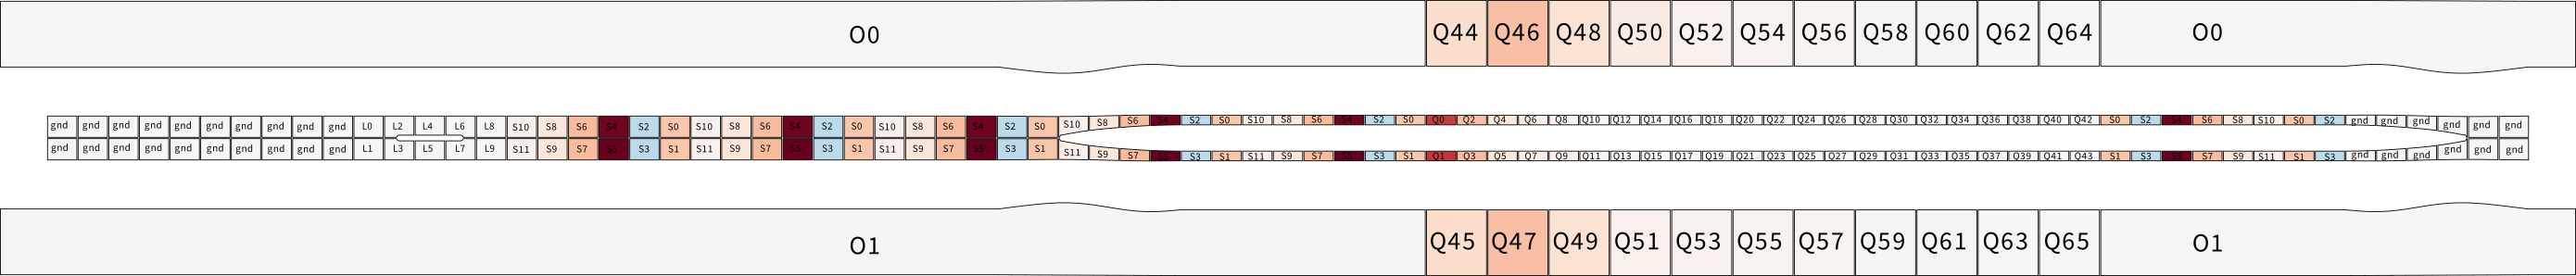 O0 Q44 Q46 Q48 Q50 Q52 Q54 Q56 Q58 Q60 Q62 Q64 O0
gnd gnd gnd gnd gnd gnd gnd gnd gnd gnd L0 L2 L4 L6 L8 S10 S8 S6 S4 S2 S0 S10 S8 S6 S4 S2 S0 S10 S8 S6 S4 S2 S0 S10 S8 S6 S4 S2 S0 S10 S8 S6 S4 S2 S0 Q0 Q2 Q4 Q6 Q8 Q10 Q12 Q14 Q16 Q18 Q20 Q22 Q24 Q26 Q28 Q30 Q32 Q34 Q36 Q38 Q40 Q42 S0 S2 S4 S6 S8 S10 S0 S2 gnd gnd gnd gnd gnd gnd
gnd gnd gnd gnd gnd gnd gnd gnd gnd gnd L1 L3 L5 L7 L9 S11 S9 S7 S5 S3 S1 S11 S9 S7 S5 S3 S1 S11 S9 S7 S5 S3 S1 S11 S9 S7 S5 S3 S1 S11 S9 S7 S5 S3 S1 Q1 Q3 Q5 Q7 Q9 Q11 Q13 Q15 Q17 Q19 Q21 Q23 Q25 Q27 Q29 Q31 Q33 Q35 Q37 Q39 Q41 Q43 S1 S3 S5 S7 S9 S11 S1 S3 gnd gnd gnd gnd gnd gnd
O1 Q45 Q47 Q49 Q51 Q53 Q55 Q57 Q59 Q61 Q63 Q65 O1